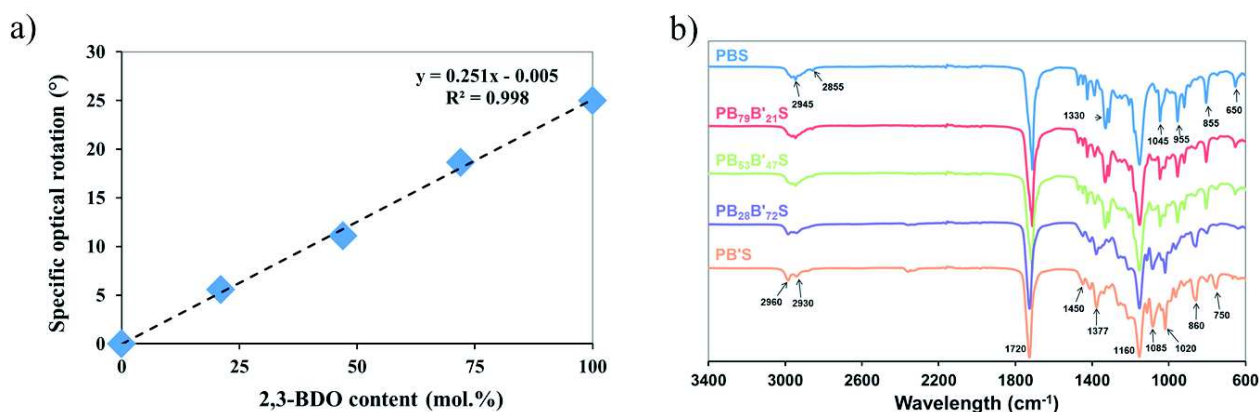 a)
Specific optical rotation (°)
30
25
20
15
10
5
0
y = 0.251x - 0.005
R² = 0.998
0 25 50 75 100
2,3-BDO content (mol.%)
b)
PBS
2945
2855
1330
1045
955
855
650
PB₇₉B'₂₁S
PB₅₃B'₄₇S
PB₂₈B'₇₂S
PB'S
2960
2930
1720
1450
1377
1160
1085
1020
860
750
3400 3000 2600 2200 1800 1400 1000 600
Wavelength (cm⁻¹)